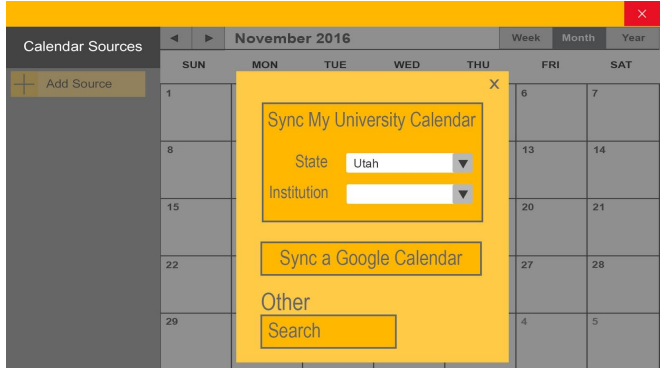 ×
Calendar Sources
◄ ► November 2016 Week Month Year
SUN MON TUE WED THU FRI SAT
Add Source
X
1 6 7
Sync My University Calendar
8 13 14
State Utah
Institution
15 20 21
Sync a Google Calendar
22 27 28
Other
29 Search 4 5